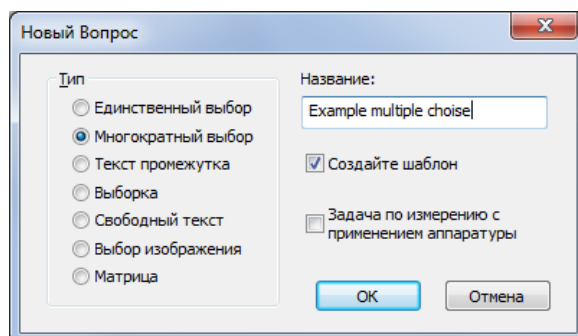 Новый Вопрос
Тип
Единственный выбор
Многократный выбор
Текст промежутка
Выборка
Свободный текст
Выбор изображения
Матрица
Название:
Example multiple choise
Создайте шаблон
Задача по измерению с
применением аппаратуры
OK
Отмена